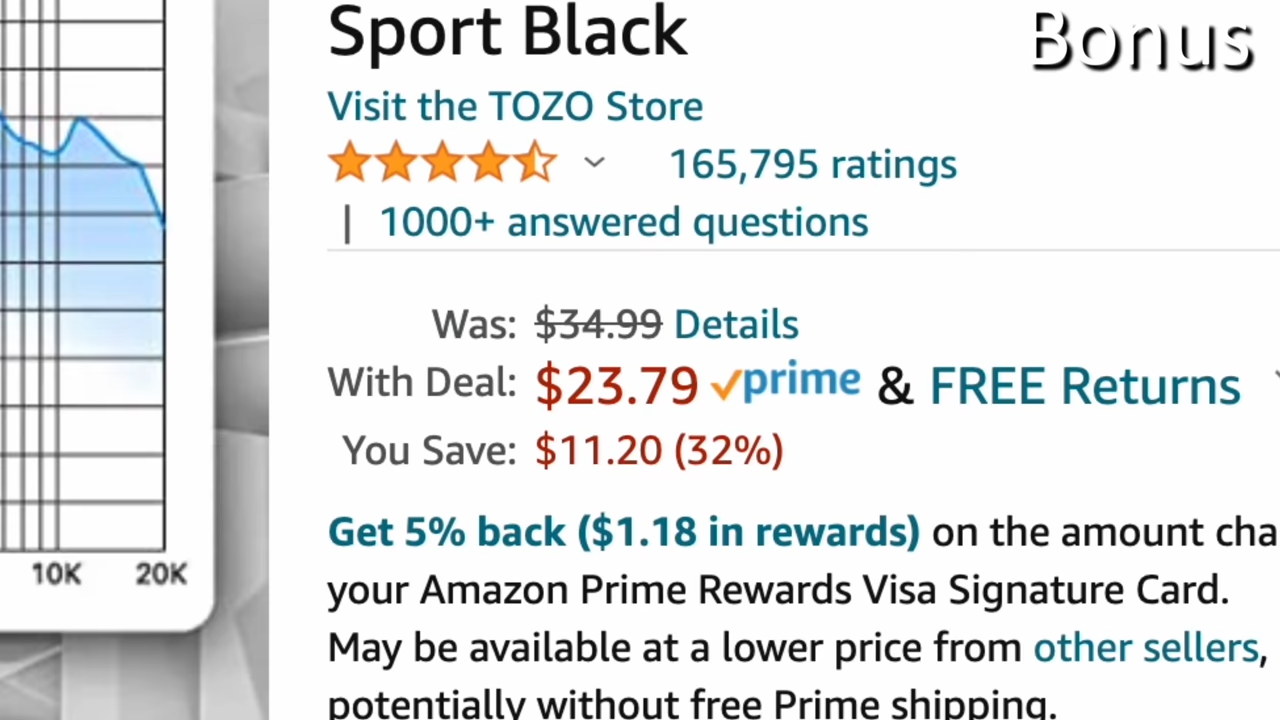 Sport Black
Bonus
Visit the TOZO Store
165,795 ratings
| 1000+ answered questions
Was: $34.99 Details
With Deal: $23.79 prime & FREE Returns
You Save: $11.20 (32%)
Get 5% back ($1.18 in rewards) on the amount cha
your Amazon Prime Rewards Visa Signature Card.
May be available at a lower price from other sellers,
potentially without free Prime shipping.
10K 20K